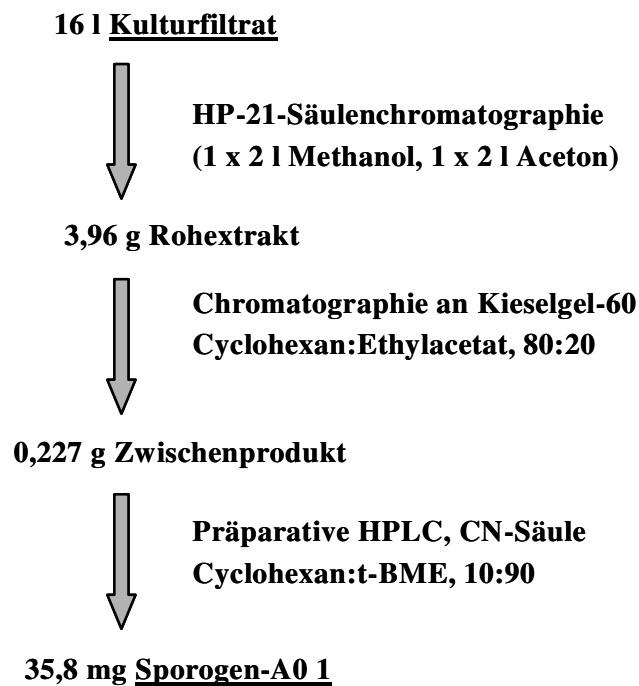 16 l Kulturfiltrat
HP-21-Säulenchromatographie
(1 x 2 l Methanol, 1 x 2 l Aceton)
3,96 g Rohextrakt
Chromatographie an Kieselgel-60
Cyclohexan:Ethylacetat, 80:20
0,227 g Zwischenprodukt
Präparative HPLC, CN-Säule
Cyclohexan:t-BME, 10:90
35,8 mg Sporogen-A0 1